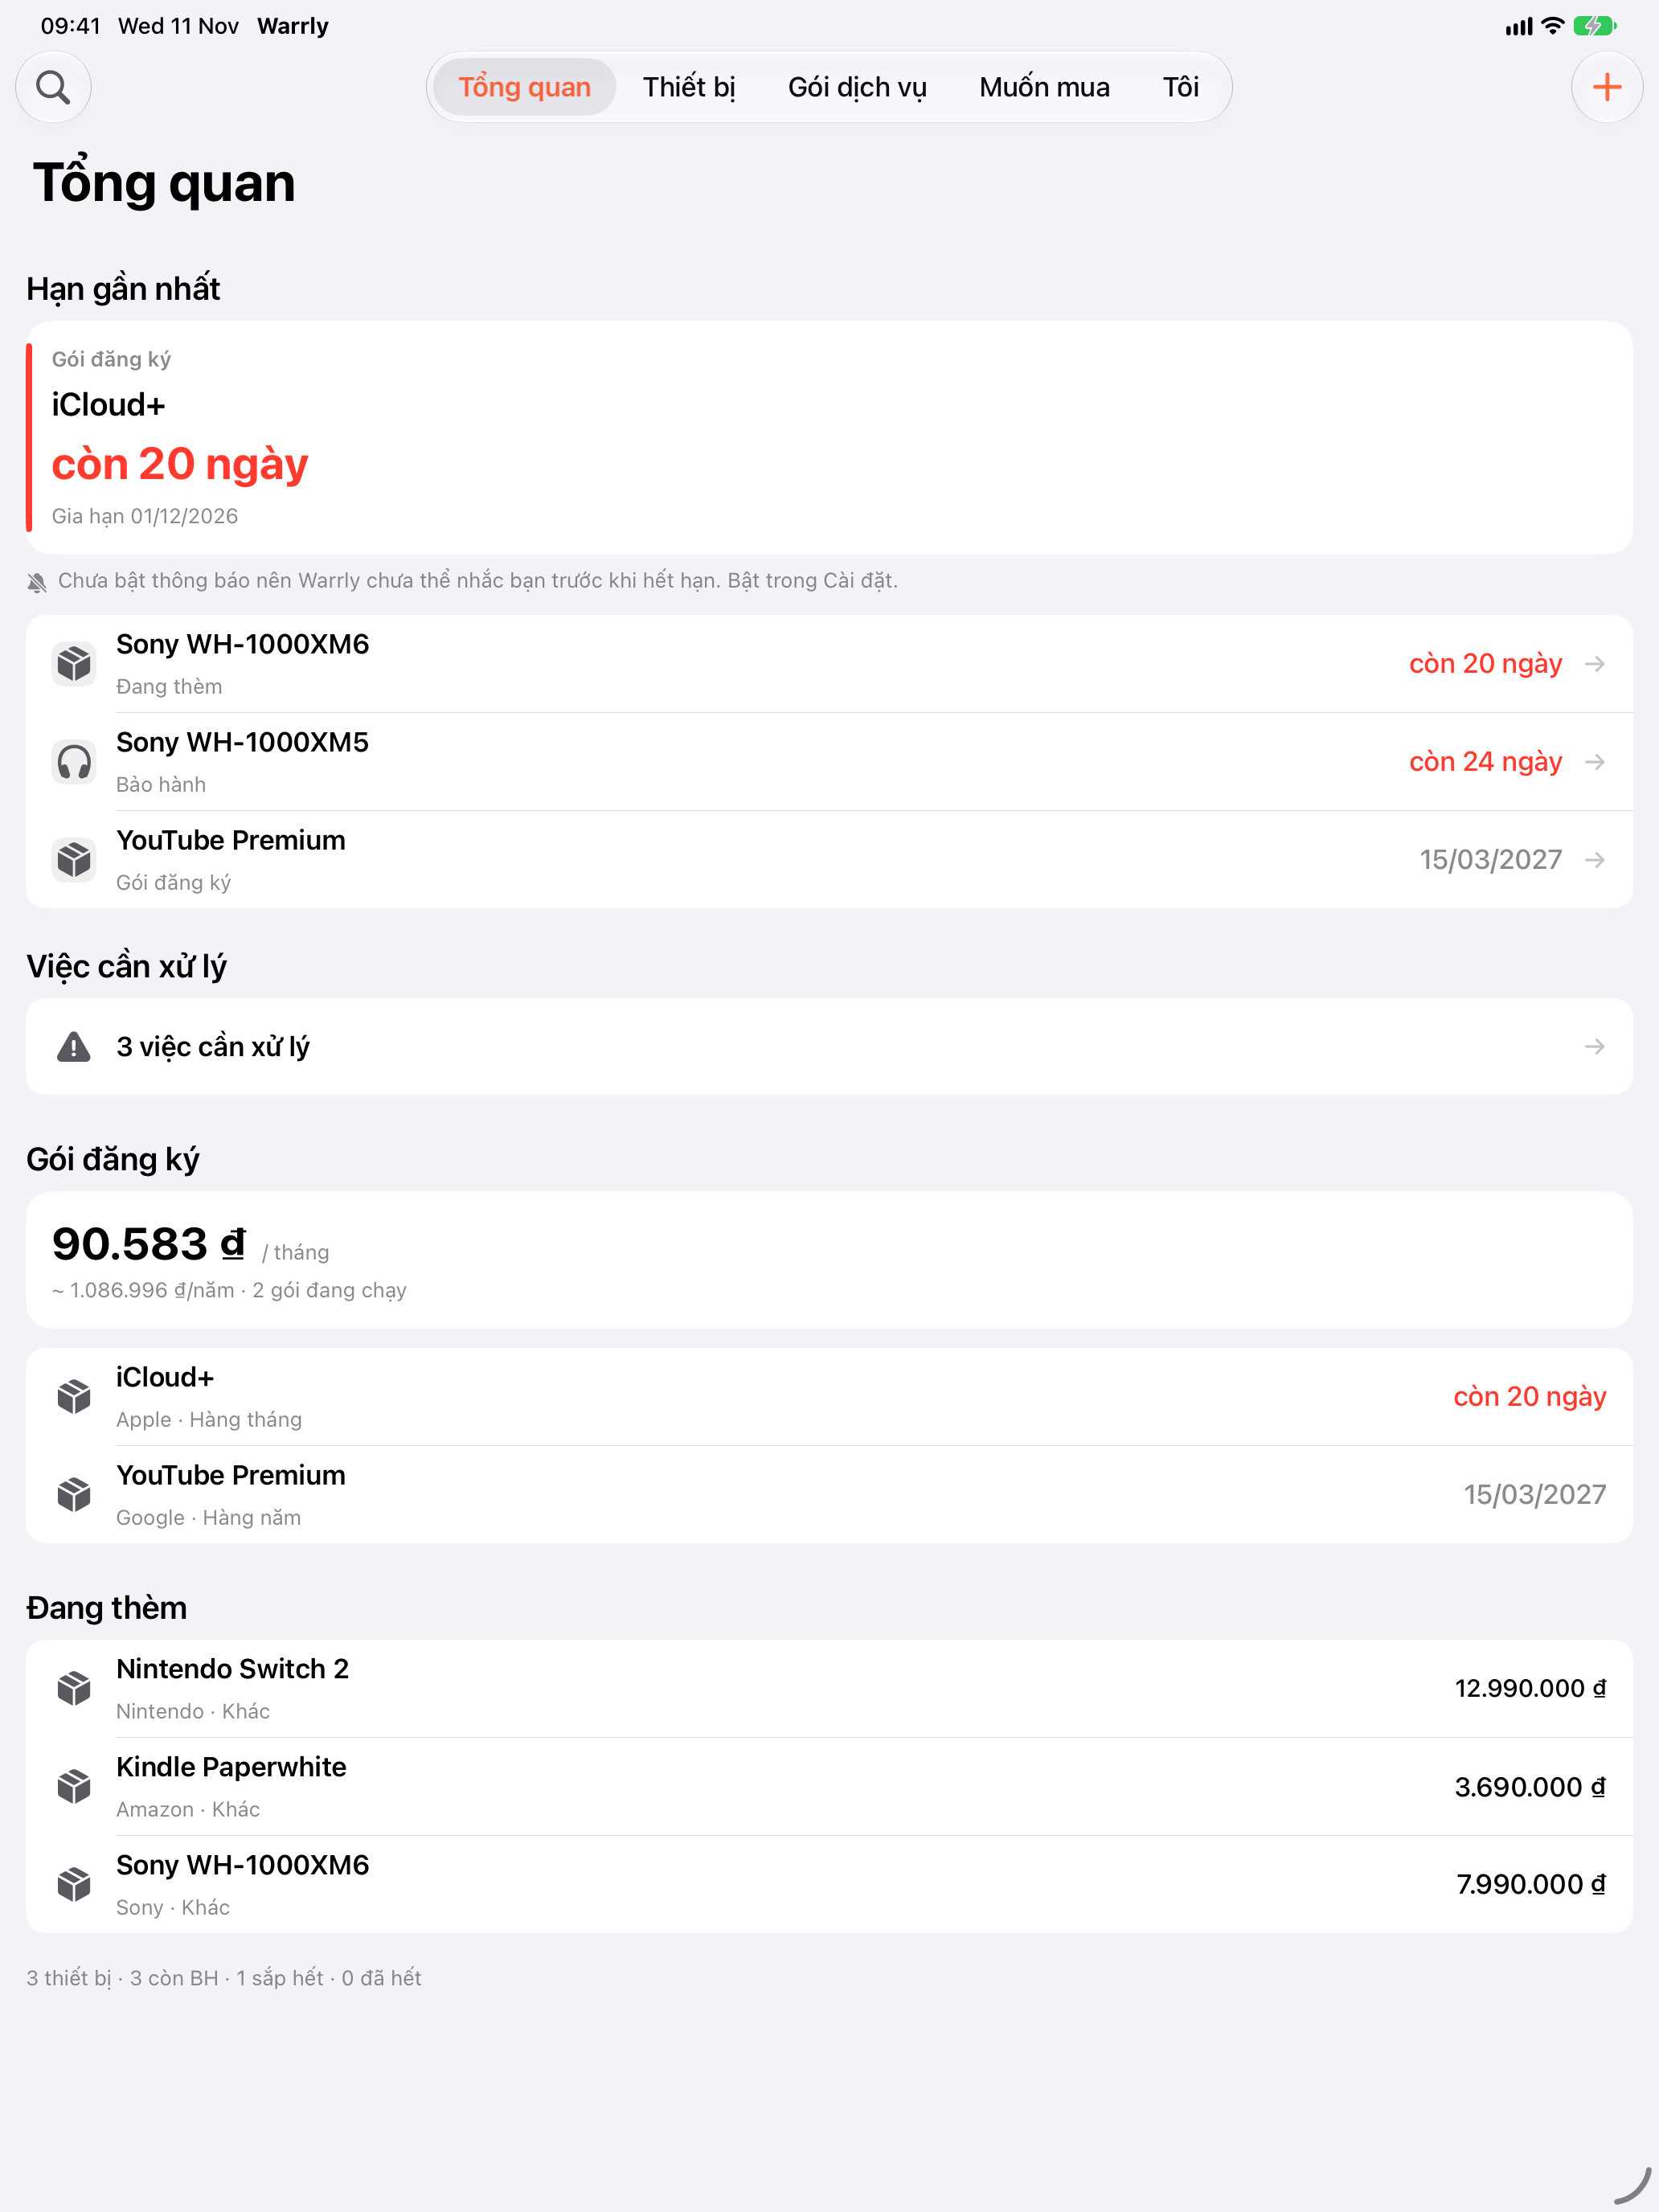 09:41 Wed 11 Nov Warrly
Tổng quan Thiết bị Gói dịch vụ Muốn mua Tôi
Tổng quan
Hạn gần nhất
Gói đăng ký
iCloud+
còn 20 ngày
Gia hạn 01/12/2026
Chưa bật thông báo nên Warrly chưa thể nhắc bạn trước khi hết hạn. Bật trong Cài đặt.
Sony WH-1000XM6
Đang thèm
còn 20 ngày
Sony WH-1000XM5
Bảo hành
còn 24 ngày
YouTube Premium
Gói đăng ký
15/03/2027
Việc cần xử lý
3 việc cần xử lý
Gói đăng ký
90.583 ₫ / tháng
~ 1.086.996 ₫/năm · 2 gói đang chạy
iCloud+
Apple · Hàng tháng
còn 20 ngày
YouTube Premium
Google · Hàng năm
15/03/2027
Đang thèm
Nintendo Switch 2
Nintendo · Khác
12.990.000 ₫
Kindle Paperwhite
Amazon · Khác
3.690.000 ₫
Sony WH-1000XM6
Sony · Khác
7.990.000 ₫
3 thiết bị · 3 còn BH · 1 sắp hết · 0 đã hết